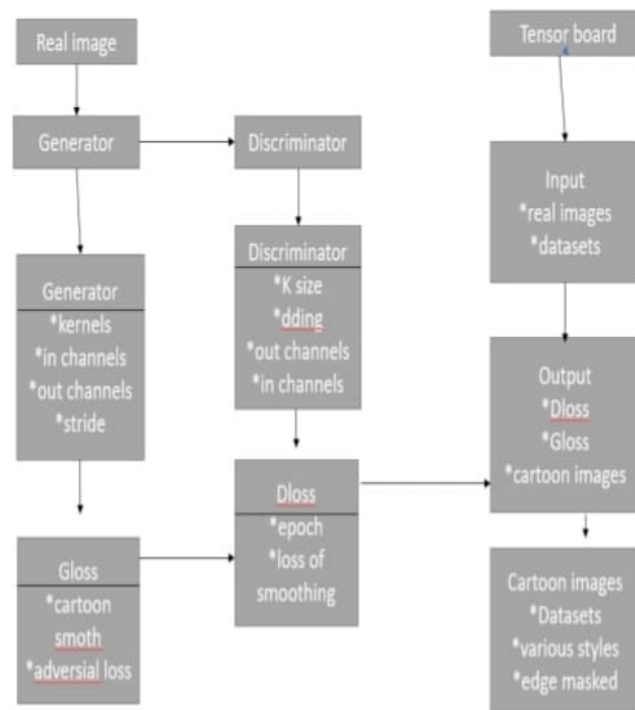 Real image
Generator
Generator
*kernels
*in channels
*out channels
*stride
Gloss
*cartoon
smoth
*adversial loss
Discriminator
Discriminator
*K size
*dding
*out channels
*in channels
Dloss
*epoch
*loss of
smoothing
Tensor board
Input
*real images
*datasets
Output
*Dloss
*Gloss
*cartoon images
Cartoon images
*Datasets
*various styles
*edge masked